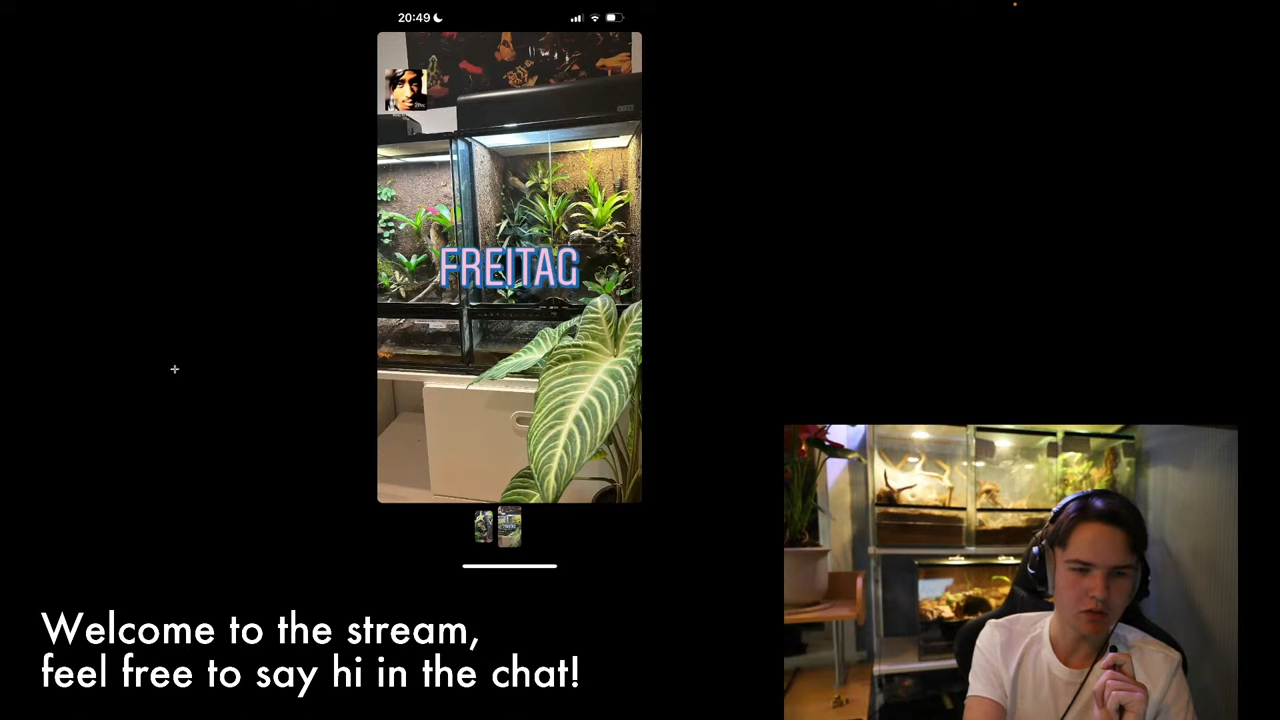 20:49
FREITAG
Welcome to the stream,
feel free to say hi in the chat!